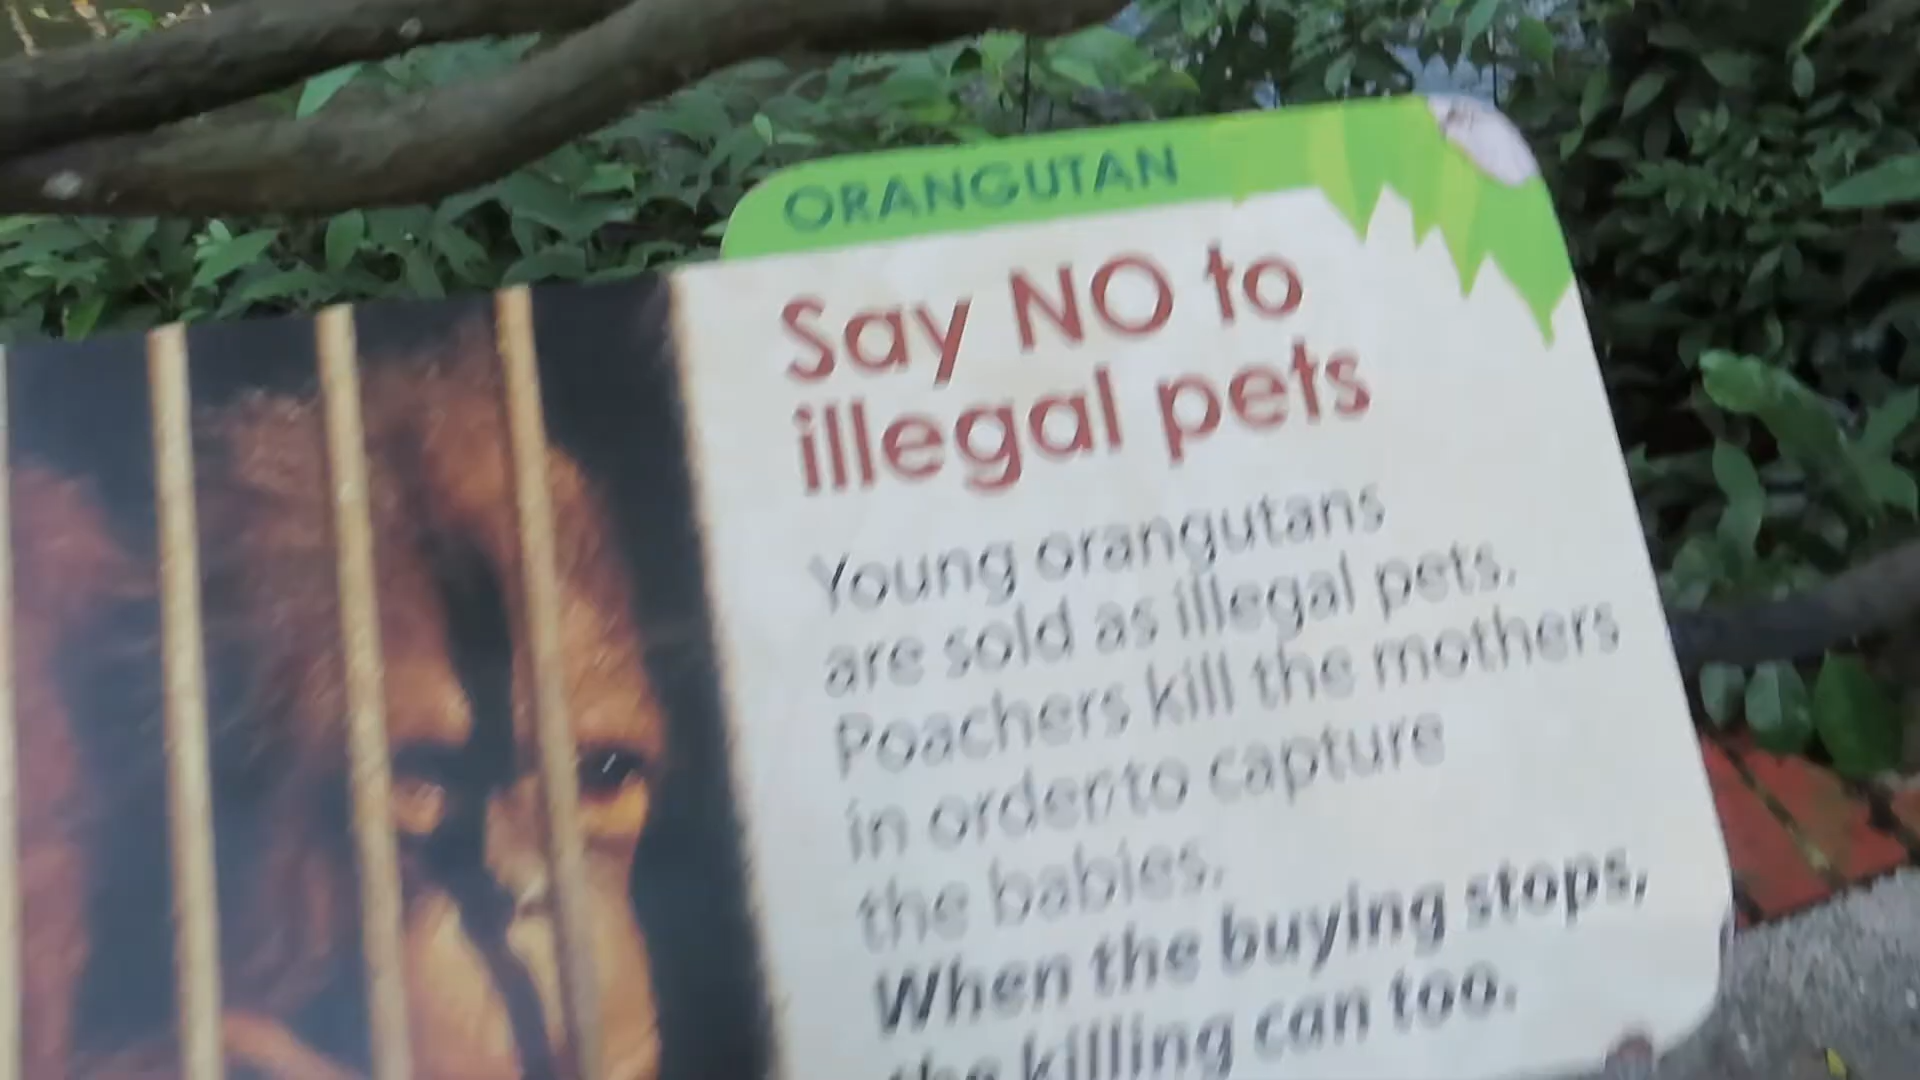 ORANGUTAN
Say NO to
illegal pets
Young orangutans
are sold as illegal pets.
Poachers kill the mothers
in order to capture
the babies.
When the buying stops,
the killing can too.